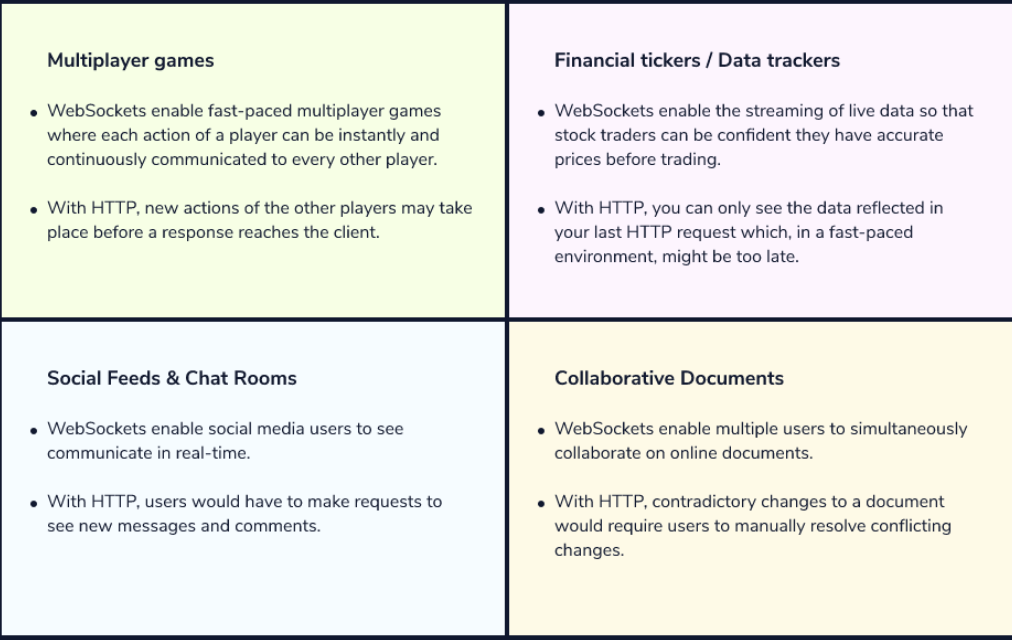 Multiplayer games
• WebSockets enable fast-paced multiplayer games
where each action of a player can be instantly and
continuously communicated to every other player.
• With HTTP, new actions of the other players may take
place before a response reaches the client.
Financial tickers / Data trackers
• WebSockets enable the streaming of live data so that
stock traders can be confident they have accurate
prices before trading.
• With HTTP, you can only see the data reflected in
your last HTTP request which, in a fast-paced
environment, might be too late.
Social Feeds & Chat Rooms
• WebSockets enable social media users to see
communicate in real-time.
• With HTTP, users would have to make requests to
see new messages and comments.
Collaborative Documents
• WebSockets enable multiple users to simultaneously
collaborate on online documents.
• With HTTP, contradictory changes to a document
would require users to manually resolve conflicting
changes.